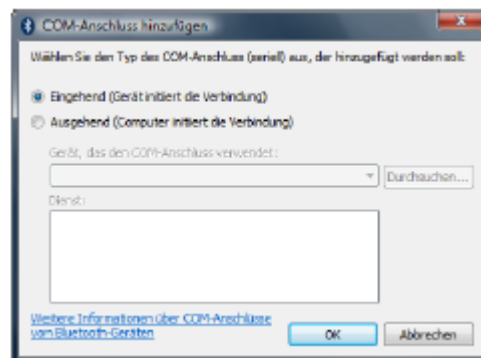 COM-Anschluss hinzufügen
Wählen Sie den Typ des COM-Anschluss (seriell) aus, der hinzugefügt werden soll:
Eingehend (Gerät initiiert die Verbindung)
Ausgehend (Computer initiiert die Verbindung)
Gerät, das den COM-Anschluss verwendet:
Durchsuchen...
Dienst:
Weitere Informationen über COM-Anschlüsse
von Bluetooth-Geräten
OK
Abbrechen